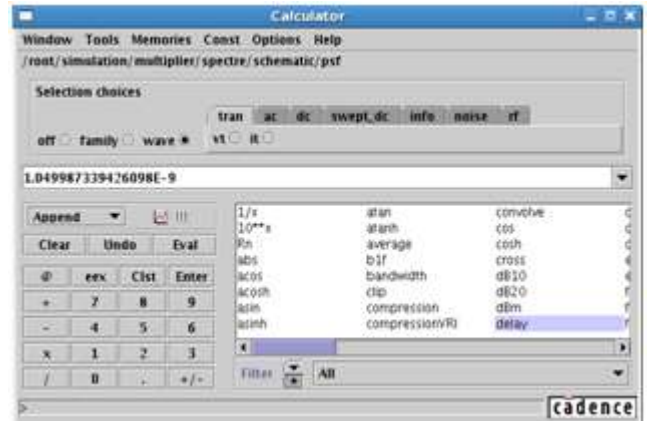 Calculator
Window Tools Memories Const Options Help
/root/simulation/multiplier/spectre/schematic/psf
Selection choices
tran ac dc swept_dc info noise rf
off family wave vt it
1.049987339426098E-9
Append
Clear Undo Eval
eex Clst Enter
+ 7 8 9
- 4 5 6
x 1 2 3
/ 0 . +/-
1/x atan convolve
10**x atanh cos
Rn average cosh
abs b1f cross
acos bandwidth dB10
acosh clip dB20
asin compression dBm
asinh compressionVRI delay
Filter All
>
cadence